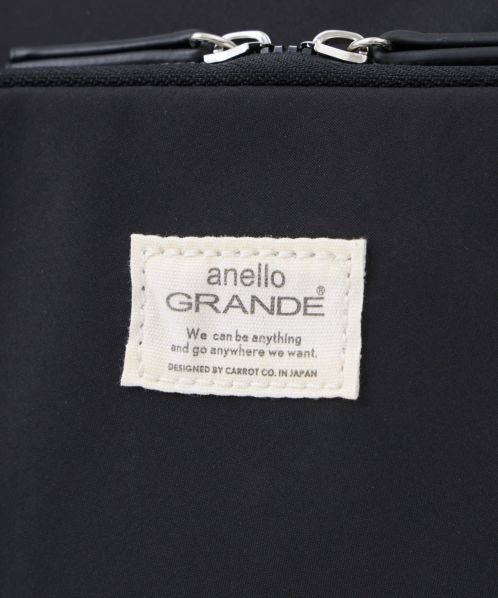 anello
GRANDE®
We can be anything
and go anywhere we want.
DESIGNED BY CARROT CO. IN JAPAN